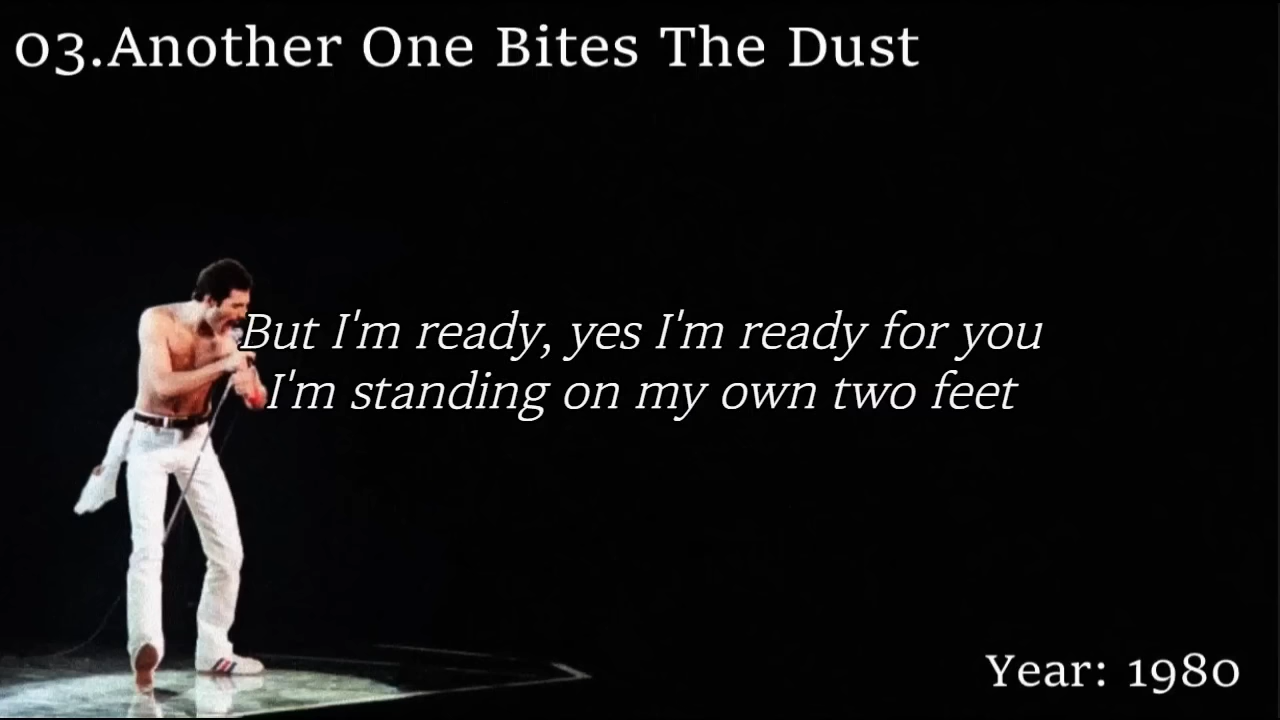 03.Another One Bites The Dust
But I'm ready, yes I'm ready for you
I'm standing on my own two feet
Year: 1980